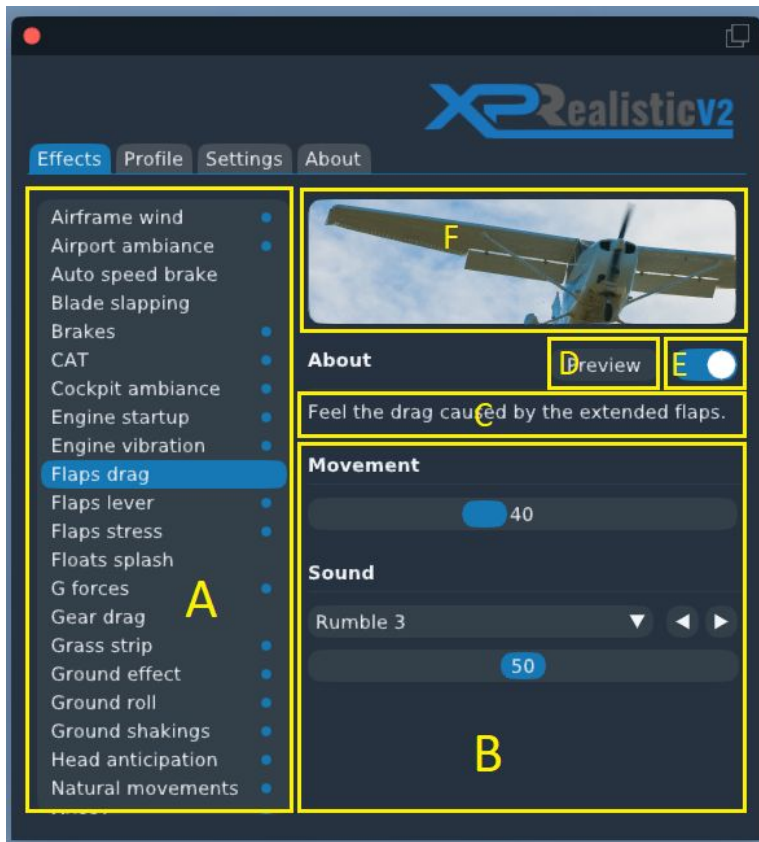 XPRealistic V2
Effects Profile Settings About
Airframe wind
Airport ambiance
Auto speed brake
Blade slapping
Brakes
CAT
Cockpit ambiance
Engine startup
Engine vibration
Flaps drag
Flaps lever
Flaps stress
Floats splash
G forces
Gear drag
Grass strip
Ground effect
Ground roll
Ground shakings
Head anticipation
Natural movements
A
F
About D Preview E
Feel the drag caused by the extended flaps.
C
Movement
40
Sound
Rumble 3
50
B